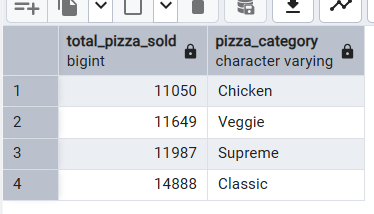 total_pizza_sold pizza_category
bigint character varying
1 11050 Chicken
2 11649 Veggie
3 11987 Supreme
4 14888 Classic